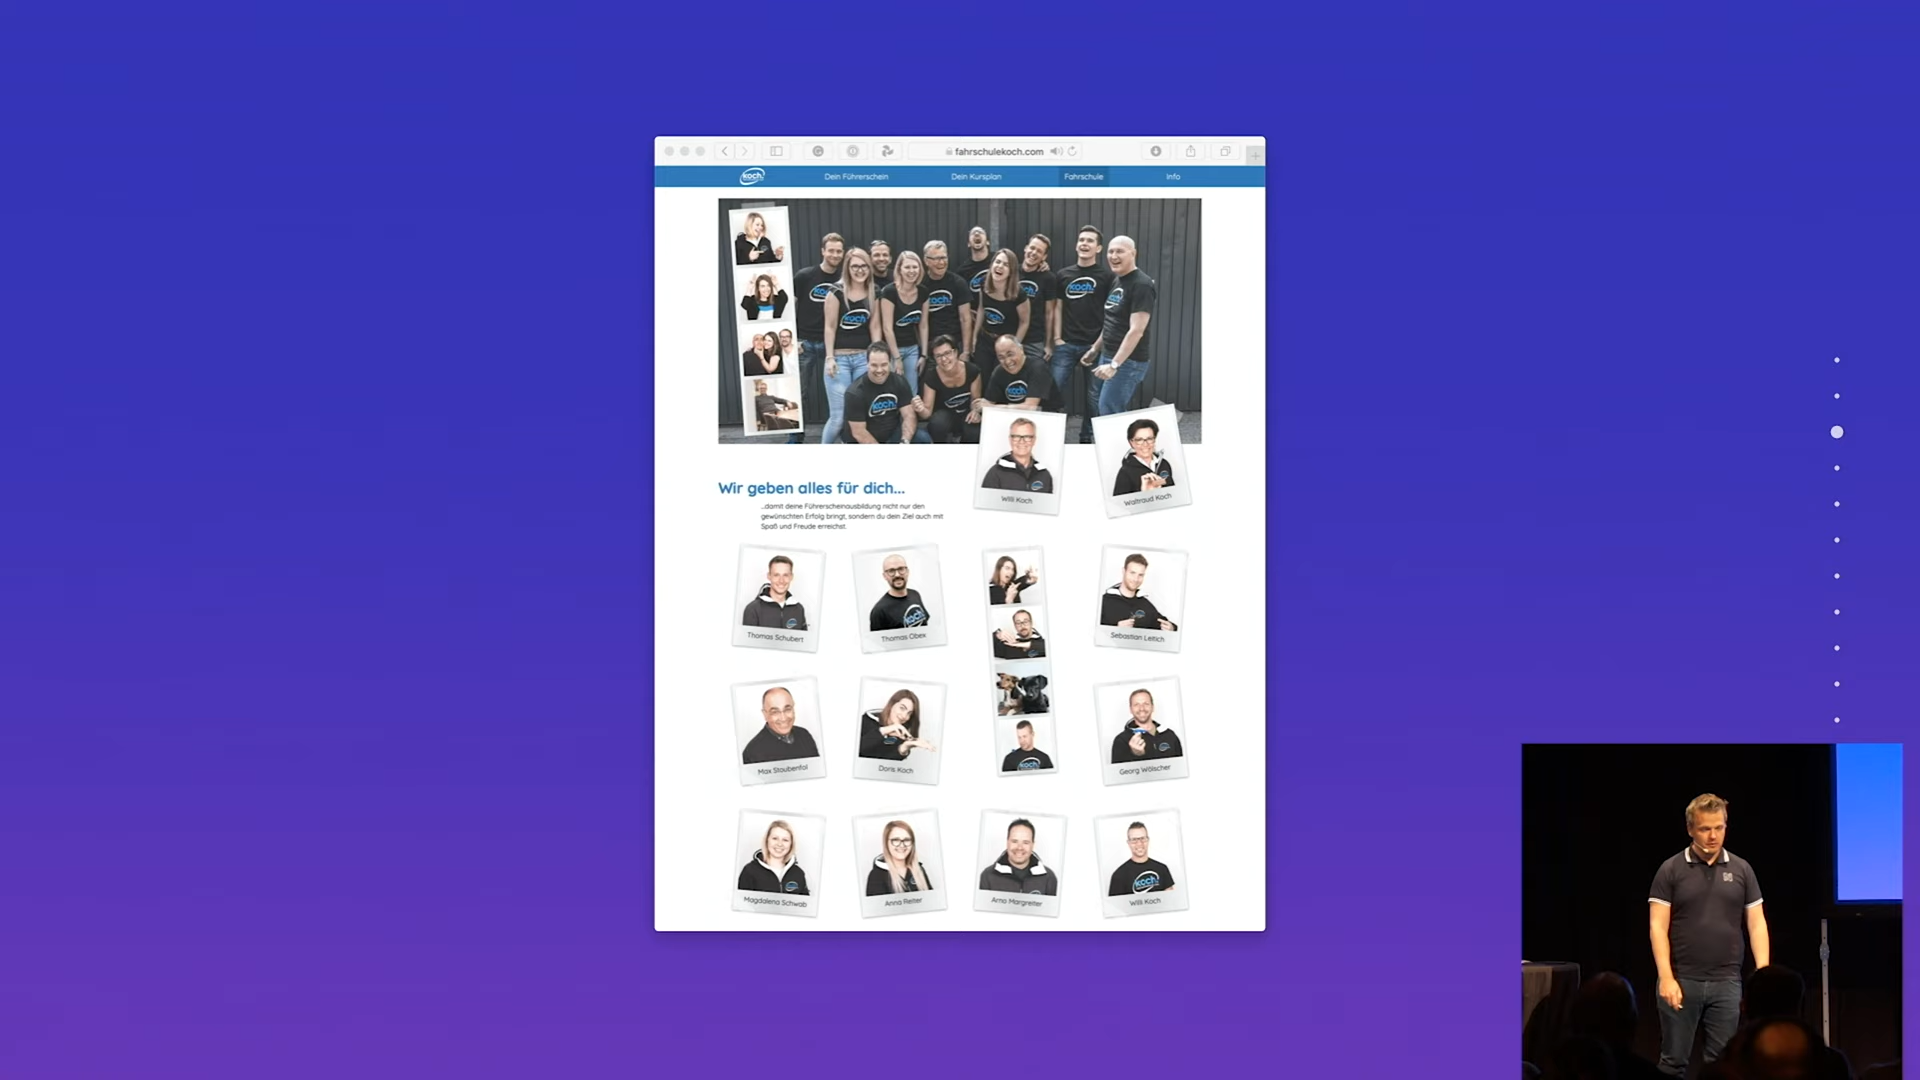 fahrschulekoch.com
koch.
Dein Führerschein
Dein Kursplan
Fahrschule
Info
Willi Koch
Waltraud Koch
Wir geben alles für dich...
...damit deine Führerscheinausbildung nicht nur den
gewünschten Erfolg bringt, sondern du dein Ziel auch mit
Spaß und Freude erreichst.
Thomas Schubert
Thomas Obex
Sebastian Leitich
Max Staubenfol
Doris Koch
Georg Wölscher
Magdalena Schwab
Anna Reiter
Arno Margreiter
Willi Koch